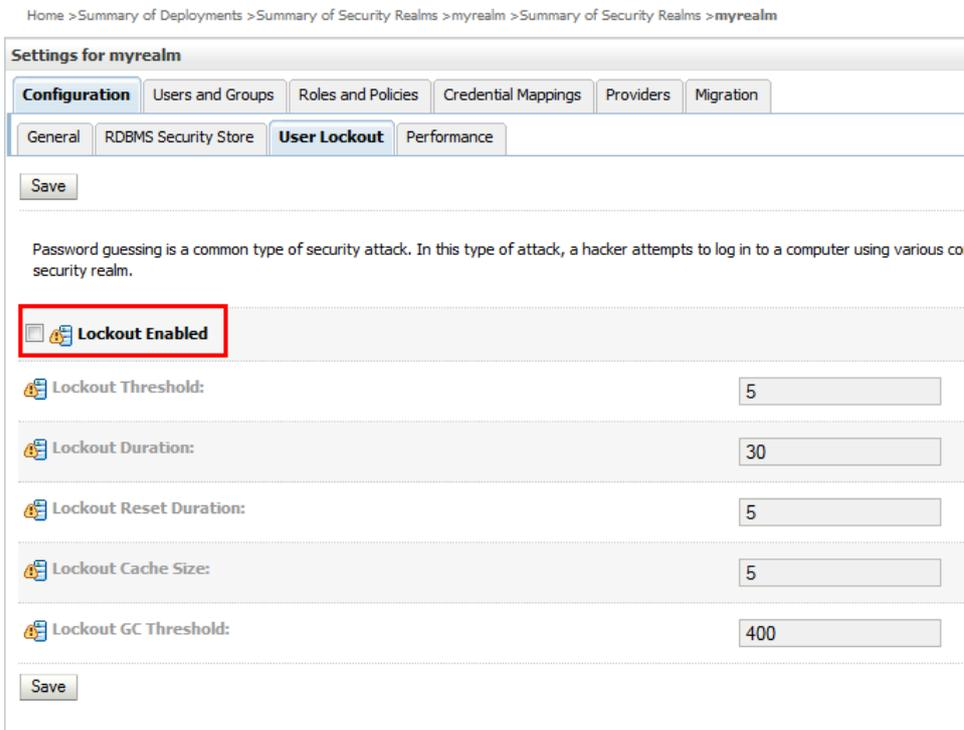 Home >Summary of Deployments >Summary of Security Realms >myrealm >Summary of Security Realms >myrealm
Settings for myrealm
Configuration Users and Groups Roles and Policies Credential Mappings Providers Migration
General RDBMS Security Store User Lockout Performance
Save
Password guessing is a common type of security attack. In this type of attack, a hacker attempts to log in to a computer using various
security realm.
Lockout Enabled
Lockout Threshold: 5
Lockout Duration: 30
Lockout Reset Duration: 5
Lockout Cache Size: 5
Lockout GC Threshold: 400
Save